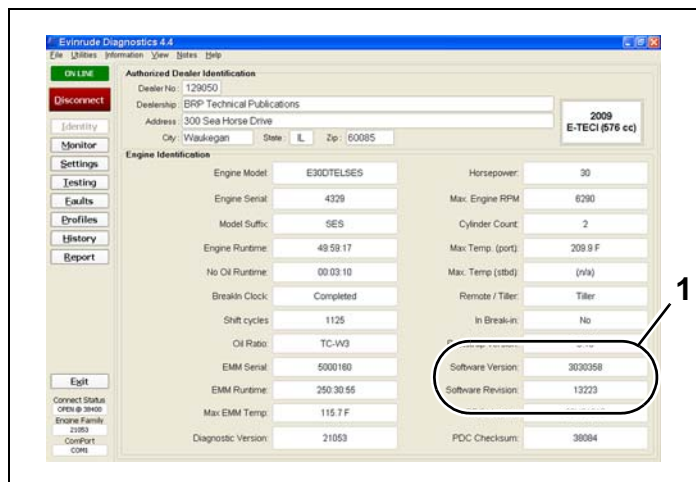 Evinrude Diagnostics 4.4
File Utilities Information View Notes Help
ON LINE
Disconnect
Identity
Monitor
Settings
Testing
Faults
Profiles
History
Report
Exit
Connect Status
OPEN @ 38400
Engine Family
21053
ComPort
COM1
Authorized Dealer Identification
Dealer No: 129050
Dealership: BRP Technical Publications
Address: 300 Sea Horse Drive
City: Waukegan State: IL Zip: 60085
2009
E-TECI (576 cc)
Engine Identification
Engine Model: E30DTELSES Horsepower: 30
Engine Serial: 4329 Max. Engine RPM 6290
Model Suffix: SES Cylinder Count: 2
Engine Runtime: 49:59:17 Max Temp. (port): 209.9 F
No Oil Runtime: 00:03:10 Max. Temp (stbd): (n/a)
BreakIn Clock: Completed Remote / Tiller: Tiller
Shift cycles 1125 In Break-in: No
Oil Ratio: TC-W3
EMM Serial: 5000160 Software Version: 3030358
EMM Runtime: 250:30:55 Software Revision: 13223
Max EMM Temp: 115.7 F
Diagnostic Version: 21053 PDC Checksum: 38084
1